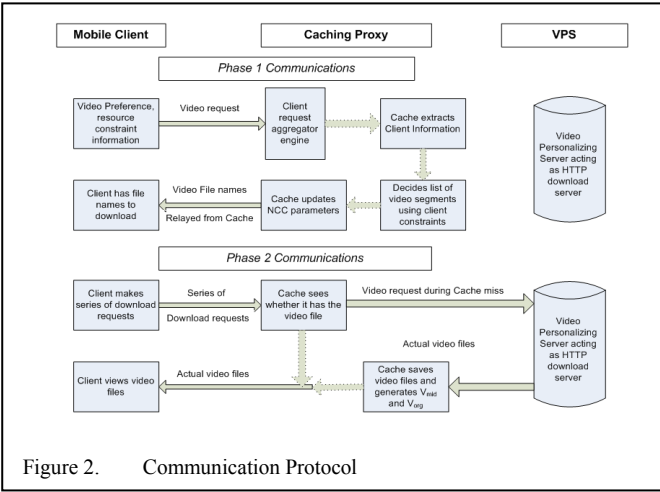 Mobile Client
Caching Proxy
VPS
Phase 1 Communications
Video Preference,
resource
constraint
information
Video request
Client
request
aggregator
engine
Cache extracts
Client Information
Video
Personalizing
Server acting
as HTTP
download
server
Client has file
names to
download
Video File names
Relayed from Cache
Cache updates
NCC parameters
Decides list of
video segments
using client
constraints
Phase 2 Communications
Client makes
series of download
requests
Series of
Download requests
Cache sees
whether it has the
video file
Video request during Cache miss
Video
Personalizing
Server acting
as HTTP
download
server
Actual video files
Client views video
files
Actual video files
Cache saves
video files and
generates Vmid
and Vorg
Figure 2. Communication Protocol